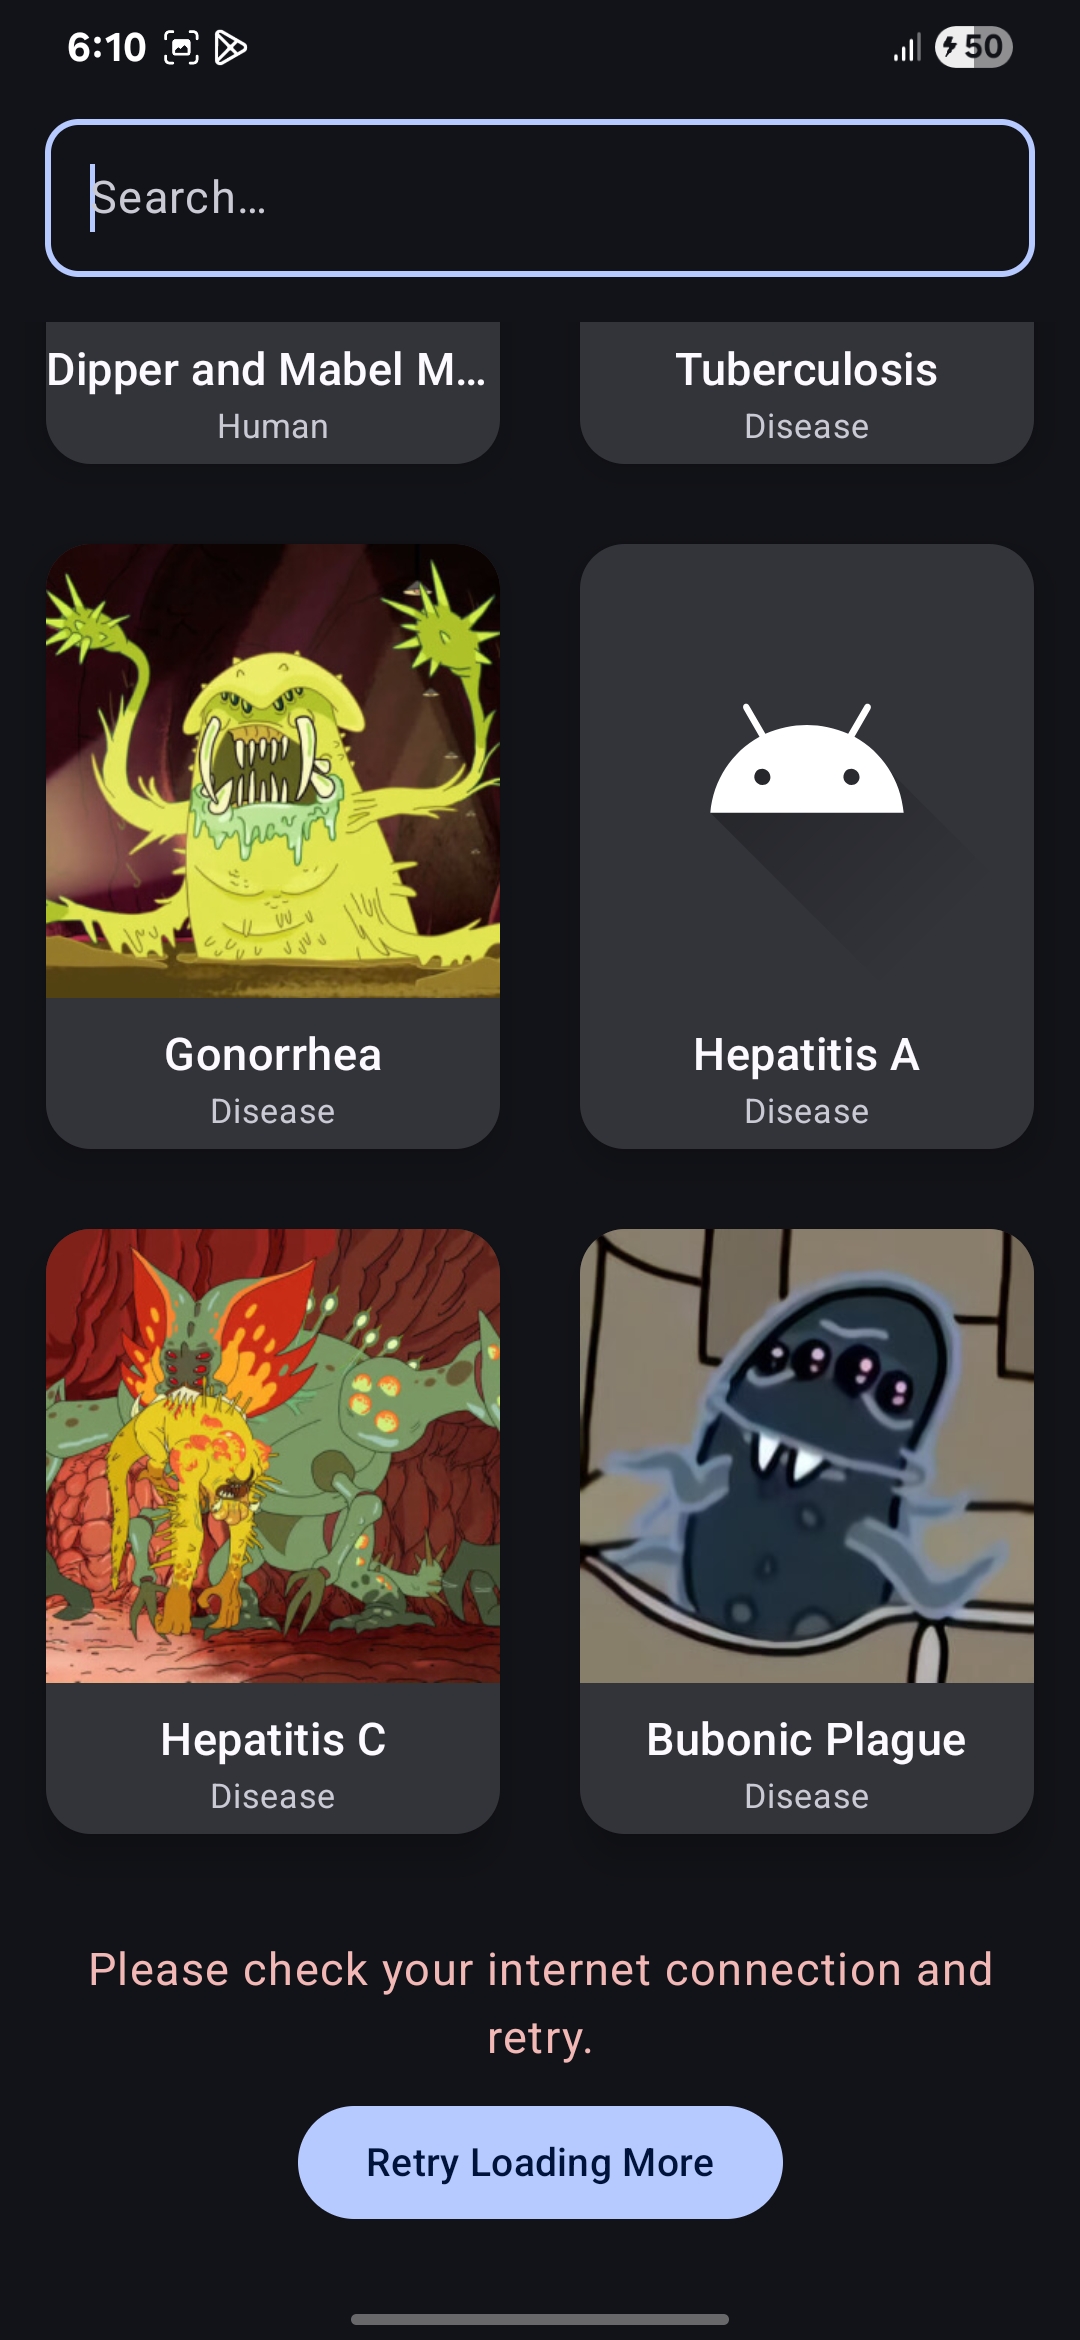 6:10
50
Search…
Dipper and Mabel M…
Human
Tuberculosis
Disease
Gonorrhea
Disease
Hepatitis A
Disease
Hepatitis C
Disease
Bubonic Plague
Disease
Please check your internet connection and
retry.
Retry Loading More